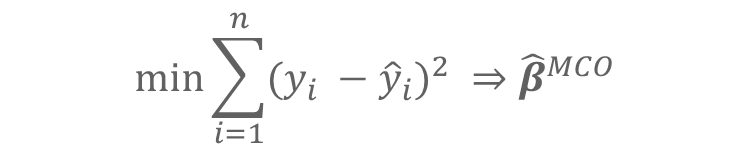 min ∑_{i=1}^{n} (y_i − ŷ_i)² ⇒ β̂^{MCO}